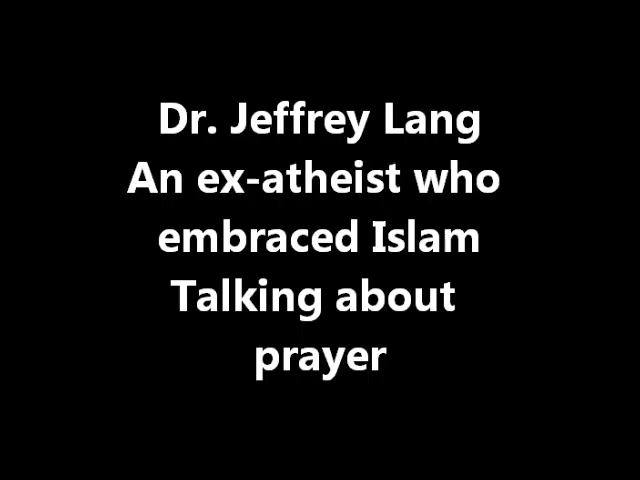 Dr. Jeffrey Lang
An ex-atheist who
embraced Islam
Talking about
prayer